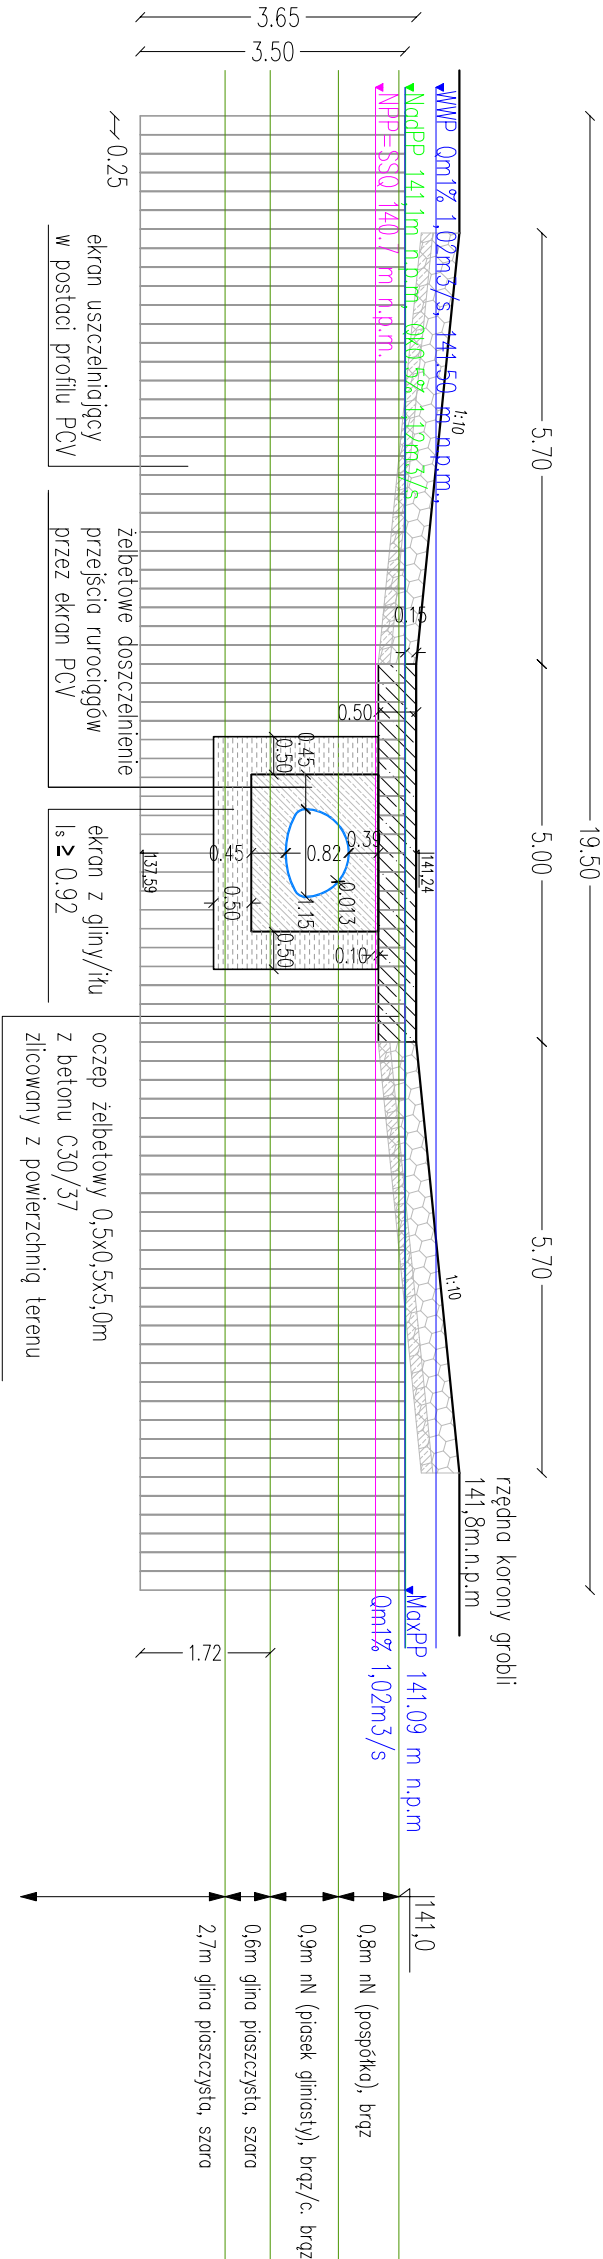 19.50
5.70
5.00
5.70
3.65
3.50
0.25
WWP Qm1% 1,02m3/s, 141.50 m n.p.m.,
NadPP 141,1m n.p.m, Qk0.5% 1,12m3/s
NPP=SSQ 140.7 m n.p.m.
1:10
1:10
rzędna korony grobli
141,8m.n.p.m
MaxPP 141.09 m n.p.m
Qm1% 1,02m3/s
0.15
0.50
141,24
0.39
0.45
0.50
0.82
0.45
1.15
0.013
0.50
0.50
0.10
137,59
1.72
141,0
0,8m nN (pospółka), brąz
0,9m nN (piasek gliniasty), brąz/c. brąz
0,6m glina piaszczysta, szara
2,7m glina piaszczysta, szara
ekran uszczelniający
w postaci profilu PCV
żelbetowe doszczelnienie
przejścia rurociągów
przez ekran PCV
ekran z gliny/iłu
Is ≥ 0.92
oczep żelbetowy 0,5x0,5x5,0m
z betonu C30/37
zlicowany z powierzchnią terenu